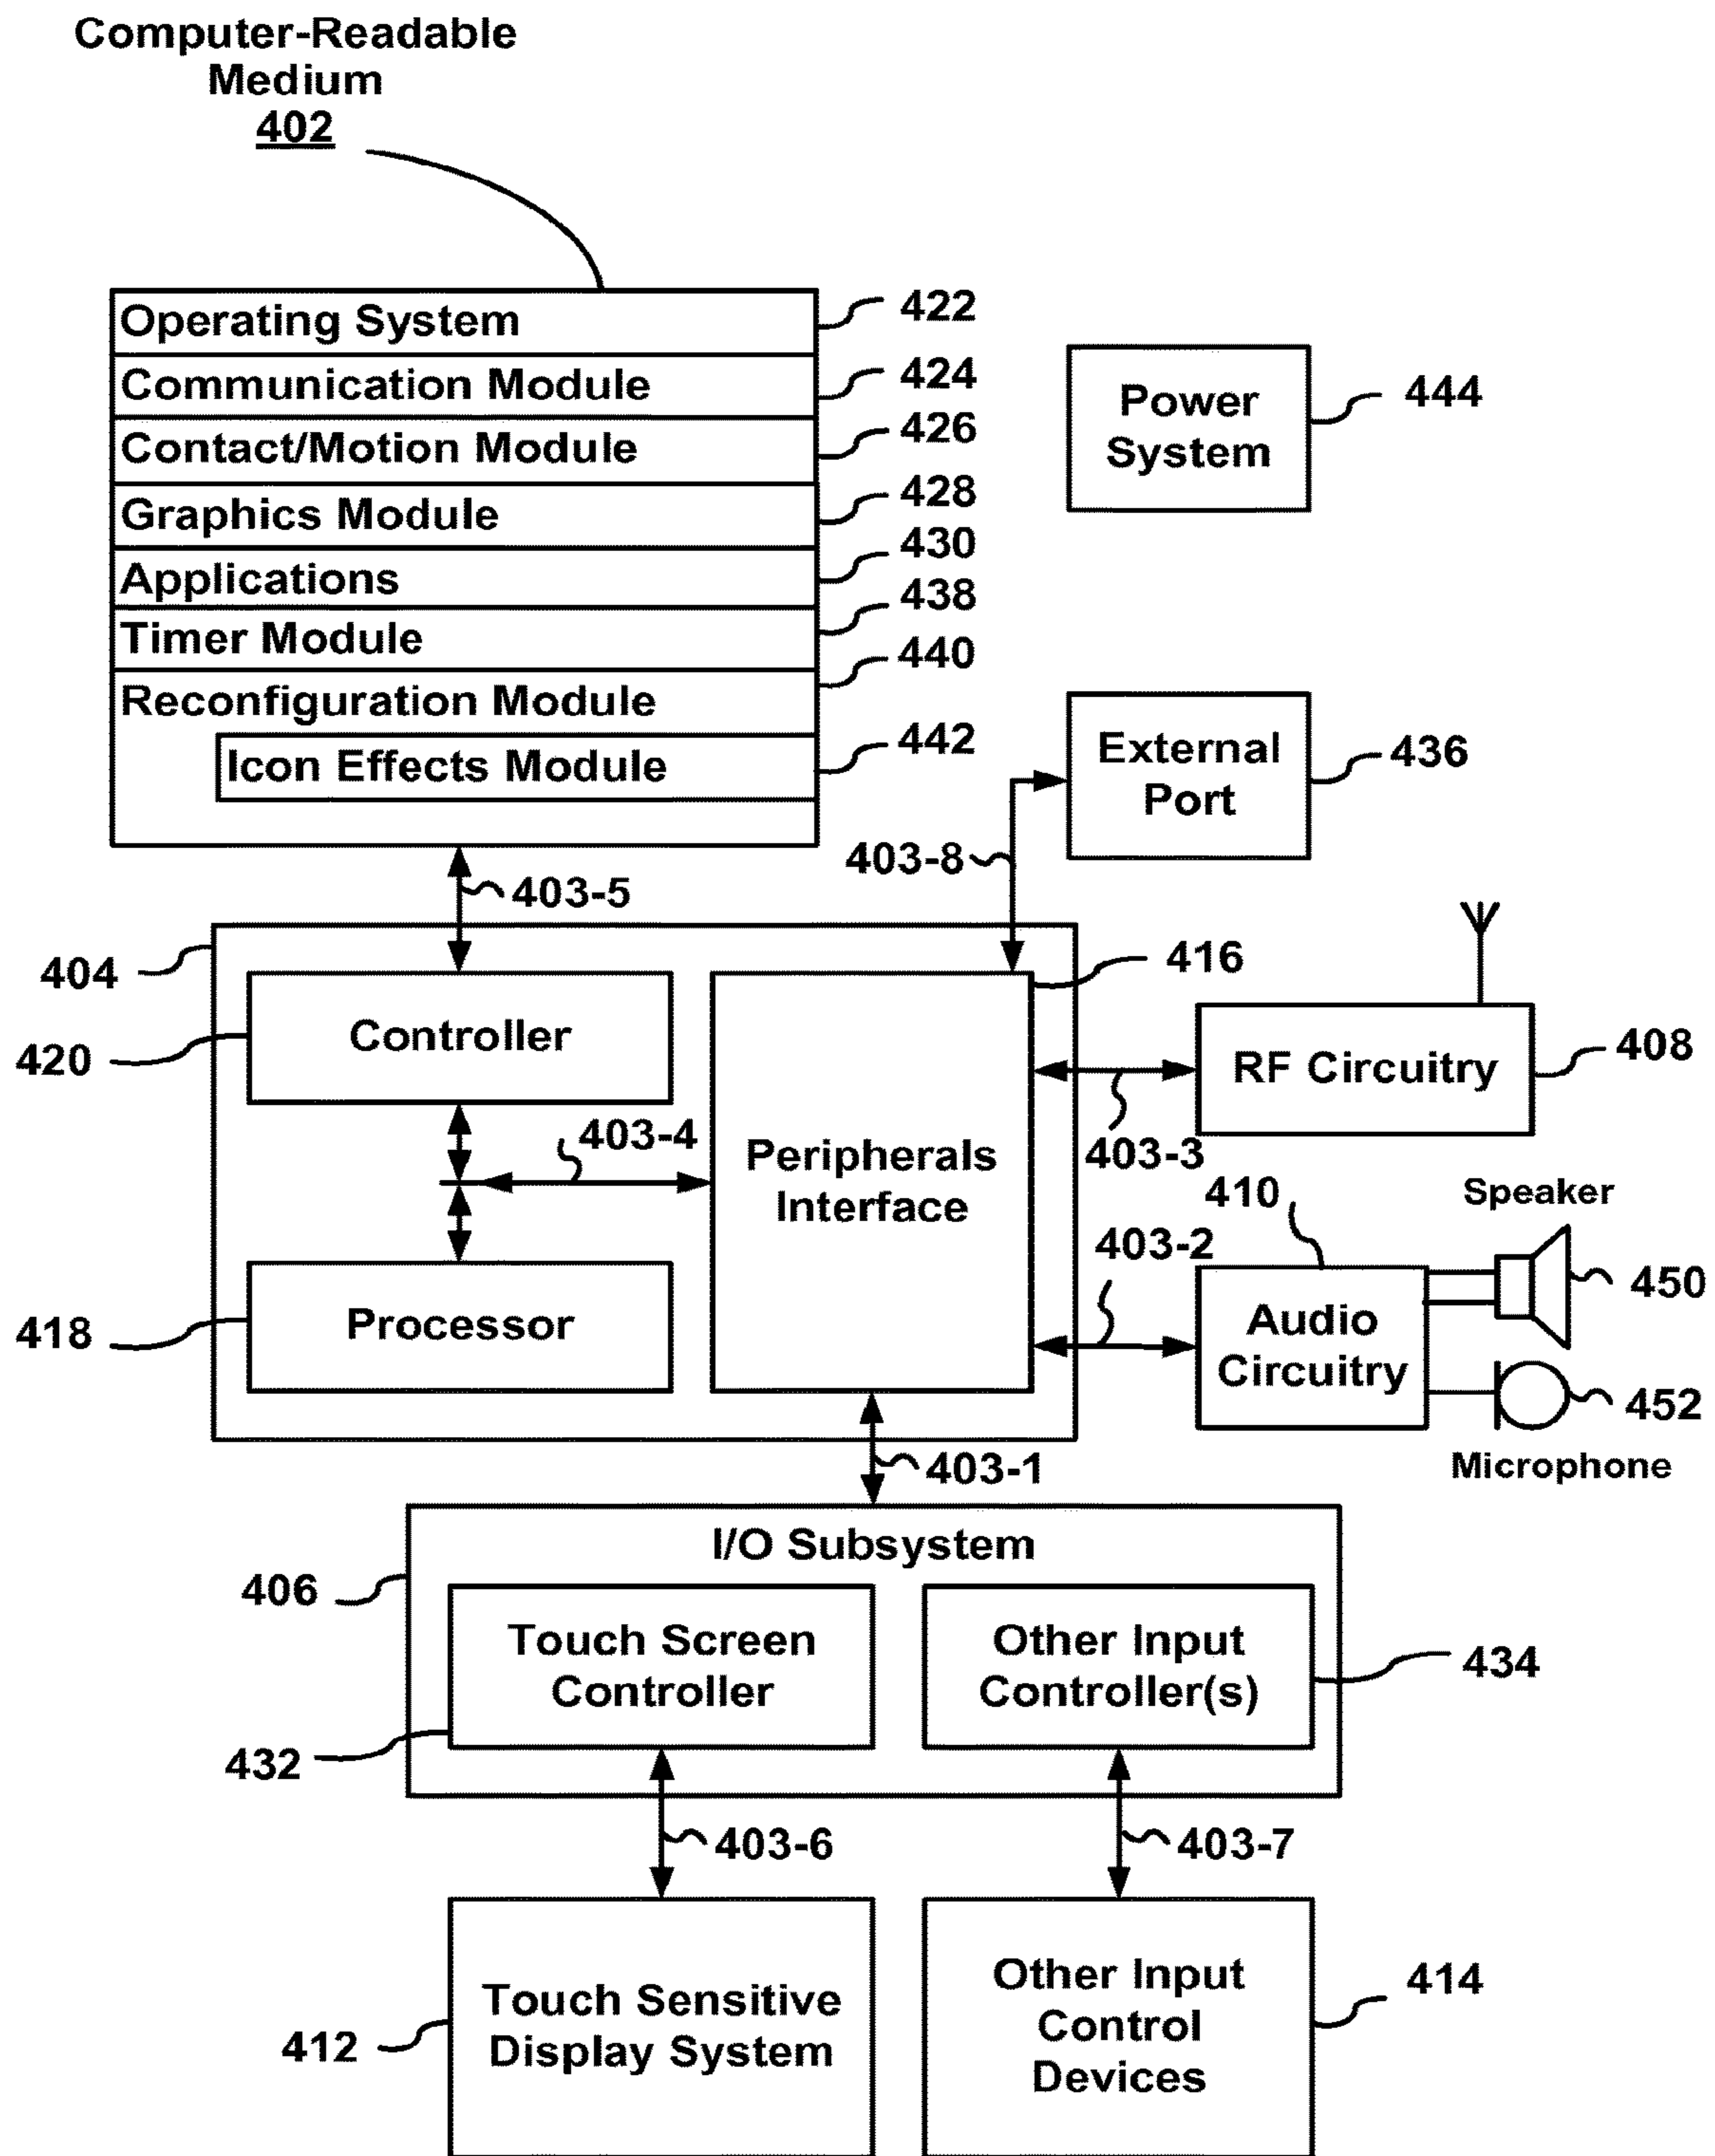 Computer-Readable
Medium
402
Operating System
422
Communication Module
424
Contact/Motion Module
426
Graphics Module
428
Applications
430
Timer Module
438
Reconfiguration Module
440
Icon Effects Module
442
Power
System
444
External
Port
436
403-8
403-5
404
416
Controller
420
RF Circuitry
408
403-4
403-3
Peripherals
Interface
410
Speaker
403-2
450
Processor
418
Audio
Circuitry
452
Microphone
403-1
I/O Subsystem
406
Touch Screen
Controller
Other Input
Controller(s)
434
432
403-6
403-7
Touch Sensitive
Display System
412
Other Input
Control
Devices
414